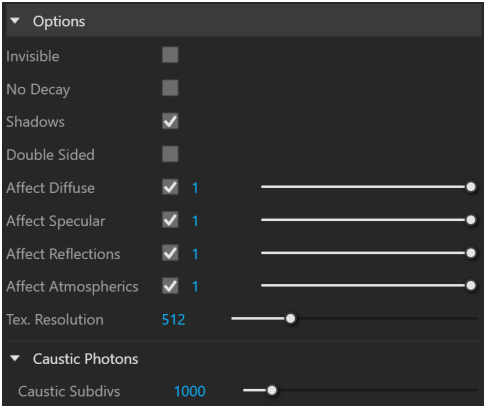 Options
Invisible
No Decay
Shadows
Double Sided
Affect Diffuse 1
Affect Specular 1
Affect Reflections 1
Affect Atmospherics 1
Tex. Resolution 512
Caustic Photons
Caustic Subdivs 1000